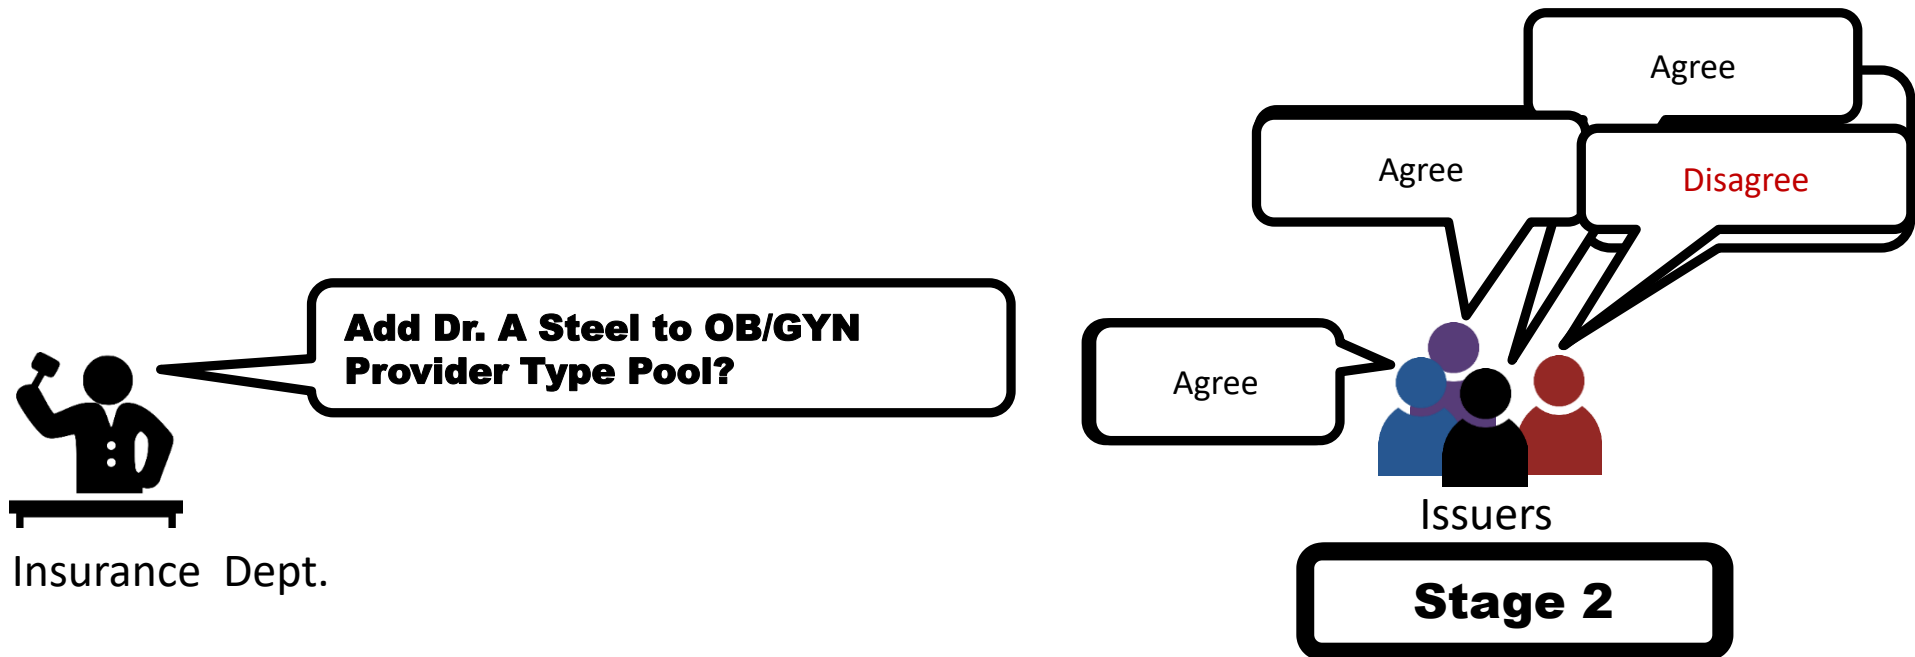 Agree
Agree
Disagree
Add Dr. A Steel to OB/GYN
Provider Type Pool?
Agree
Issuers
Insurance Dept.
Stage 2